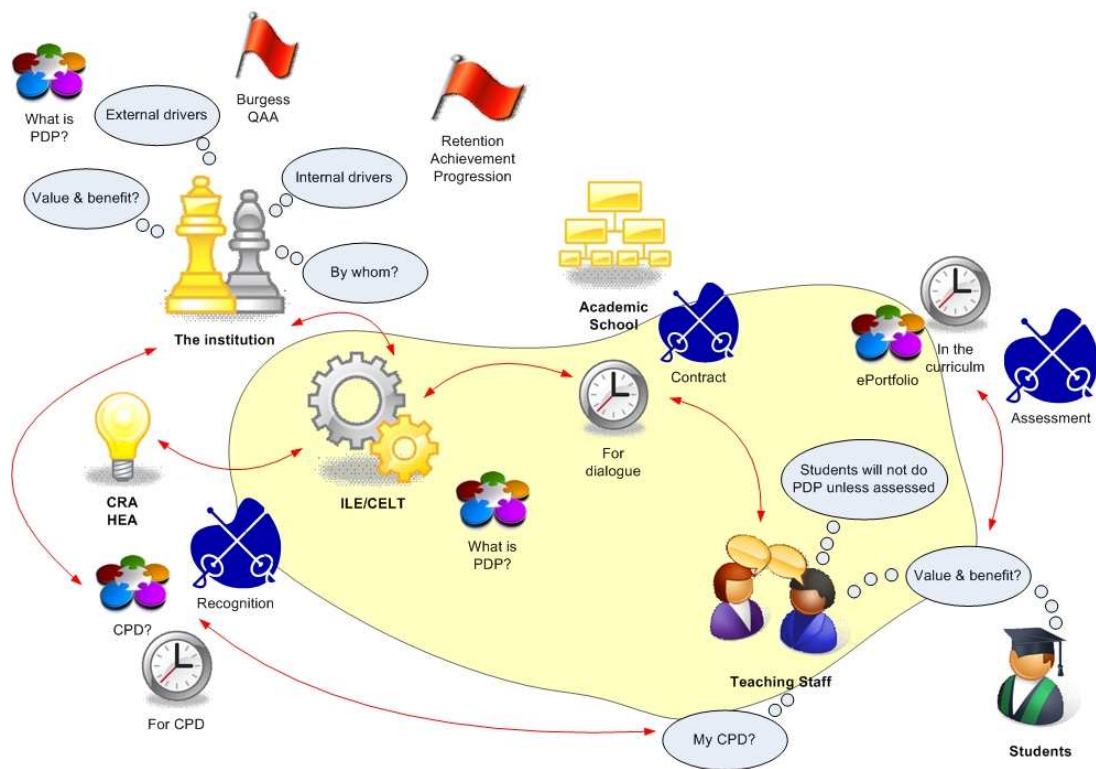 What is
PDP?
External drivers
Burgess
QAA
Retention
Achievement
Progression
Value & benefit?
Internal drivers
By whom?
The institution
Academic
School
Contract
ePortfolio
In the
curriculm
Assessment
CRA
HEA
ILE/CELT
For
dialogue
Students will not do
PDP unless assessed
What is
PDP?
Recognition
CPD?
For CPD
Value & benefit?
Teaching Staff
My CPD?
Students